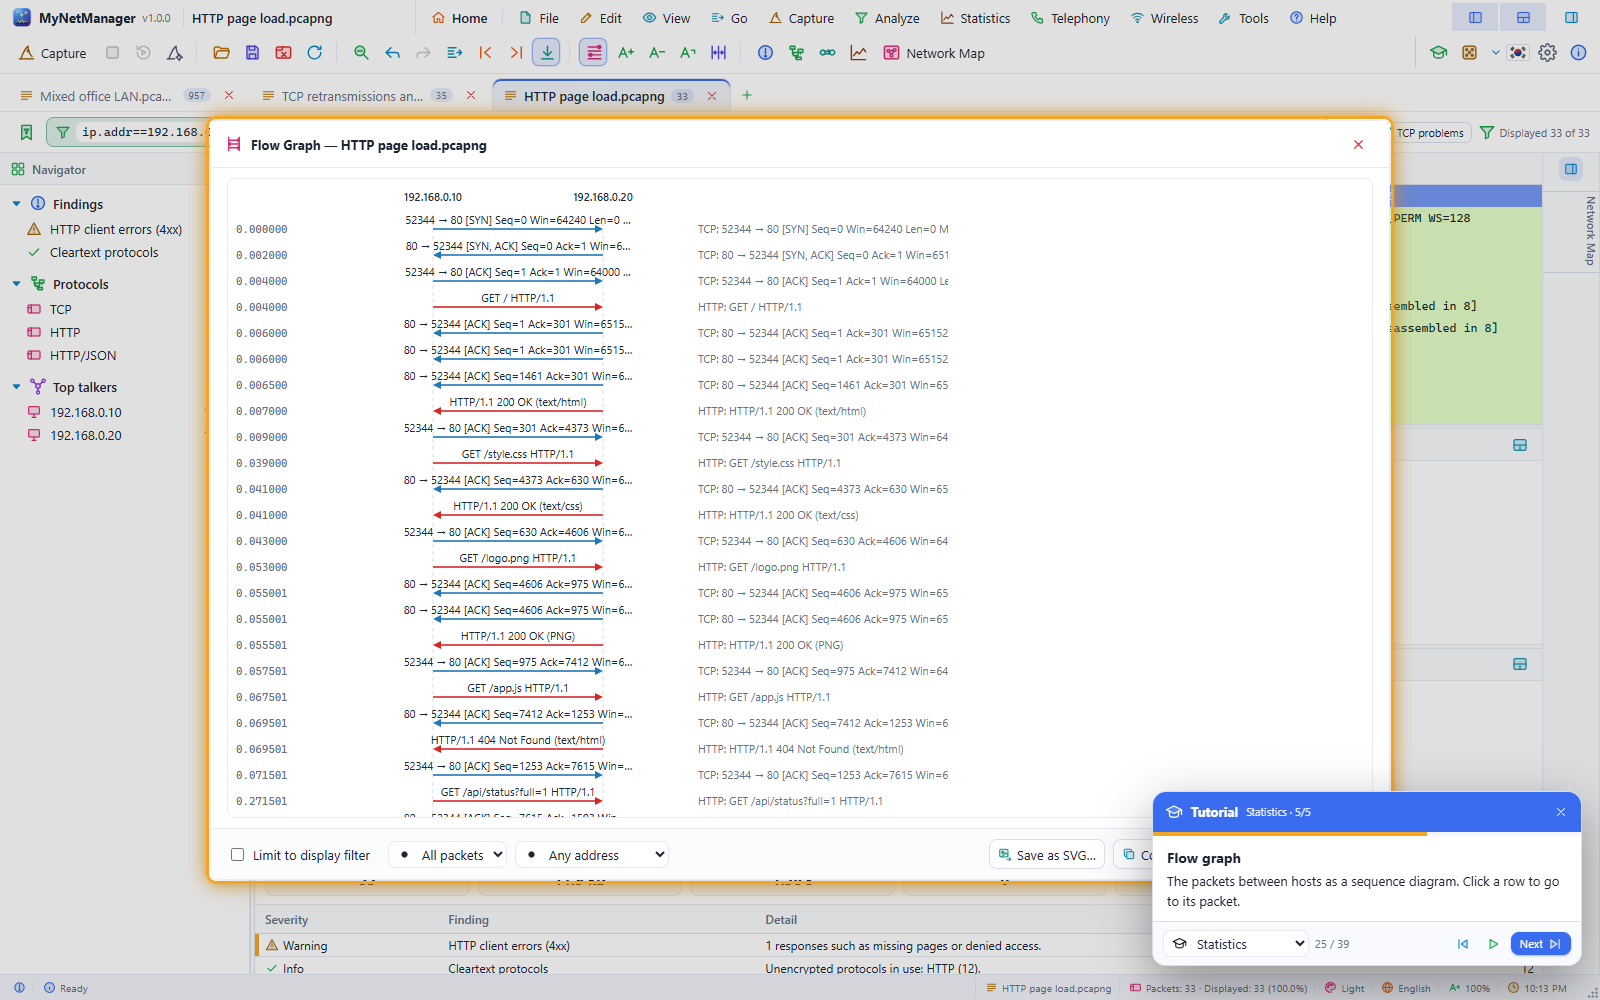 MyNetManager v1.0.0 HTTP page load.pcapng Home File Edit View Go Capture Analyze Statistics Telephony Wireless Tools Help
Capture A+ A− Network Map
Mixed office LAN.pca... 957 TCP retransmissions an... 35 HTTP page load.pcapng 33
ip.addr==192.168. TCP problems Displayed 33 of 33
Navigator
Findings
HTTP client errors (4xx)
Cleartext protocols
Protocols
TCP
HTTP
HTTP/JSON
Top talkers
192.168.0.10
192.168.0.20
Flow Graph — HTTP page load.pcapng
192.168.0.10 192.168.0.20
52344 → 80 [SYN] Seq=0 Win=64240 Len=0 ...
0.000000 TCP: 52344 → 80 [SYN] Seq=0 Win=64240 Len=0 M
80 → 52344 [SYN, ACK] Seq=0 Ack=1 Win=6...
0.002000 TCP: 80 → 52344 [SYN, ACK] Seq=0 Ack=1 Win=651
52344 → 80 [ACK] Seq=1 Ack=1 Win=64000 ...
0.004000 TCP: 52344 → 80 [ACK] Seq=1 Ack=1 Win=64000 Le
GET / HTTP/1.1
0.004000 HTTP: GET / HTTP/1.1
80 → 52344 [ACK] Seq=1 Ack=301 Win=6515...
0.006000 TCP: 80 → 52344 [ACK] Seq=1 Ack=301 Win=65152
80 → 52344 [ACK] Seq=1 Ack=301 Win=6515...
0.006000 TCP: 80 → 52344 [ACK] Seq=1 Ack=301 Win=65152
80 → 52344 [ACK] Seq=1461 Ack=301 Win=6...
0.006500 TCP: 80 → 52344 [ACK] Seq=1461 Ack=301 Win=65
HTTP/1.1 200 OK (text/html)
0.007000 HTTP: HTTP/1.1 200 OK (text/html)
52344 → 80 [ACK] Seq=301 Ack=4373 Win=6...
0.009000 TCP: 52344 → 80 [ACK] Seq=301 Ack=4373 Win=64
GET /style.css HTTP/1.1
0.039000 HTTP: GET /style.css HTTP/1.1
80 → 52344 [ACK] Seq=4373 Ack=630 Win=6...
0.041000 TCP: 80 → 52344 [ACK] Seq=4373 Ack=630 Win=65
HTTP/1.1 200 OK (text/css)
0.041000 HTTP: HTTP/1.1 200 OK (text/css)
52344 → 80 [ACK] Seq=630 Ack=4606 Win=6...
0.043000 TCP: 52344 → 80 [ACK] Seq=630 Ack=4606 Win=64
GET /logo.png HTTP/1.1
0.053000 HTTP: GET /logo.png HTTP/1.1
80 → 52344 [ACK] Seq=4606 Ack=975 Win=6...
0.055001 TCP: 80 → 52344 [ACK] Seq=4606 Ack=975 Win=65
80 → 52344 [ACK] Seq=4606 Ack=975 Win=6...
0.055001 TCP: 80 → 52344 [ACK] Seq=4606 Ack=975 Win=65
HTTP/1.1 200 OK (PNG)
0.055501 HTTP: HTTP/1.1 200 OK (PNG)
52344 → 80 [ACK] Seq=975 Ack=7412 Win=6...
0.057501 TCP: 52344 → 80 [ACK] Seq=975 Ack=7412 Win=64
GET /app.js HTTP/1.1
0.067501 HTTP: GET /app.js HTTP/1.1
80 → 52344 [ACK] Seq=7412 Ack=1253 Win=...
0.069501 TCP: 80 → 52344 [ACK] Seq=7412 Ack=1253 Win=6
HTTP/1.1 404 Not Found (text/html)
0.069501 HTTP: HTTP/1.1 404 Not Found (text/html)
52344 → 80 [ACK] Seq=1253 Ack=7615 Win=...
0.071501 TCP: 52344 → 80 [ACK] Seq=1253 Ack=7615 Win=6
GET /api/status?full=1 HTTP/1.1
0.271501 HTTP: GET /api/status?full=1 HTTP/1.1
Limit to display filter All packets Any address Save as SVG... Co
PERM WS=128
embled in 8]
assembled in 8]
Network Map
Severity Finding Detail
Warning HTTP client errors (4xx) 1 responses such as missing pages or denied access.
Info Cleartext protocols Unencrypted protocols in use: HTTP (12). 12
Tutorial Statistics · 5/5
Flow graph
The packets between hosts as a sequence diagram. Click a row to go
to its packet.
Statistics 25 / 39 Next
Ready HTTP page load.pcapng Packets: 33 · Displayed: 33 (100.0%) Light English 100% 10:13 PM